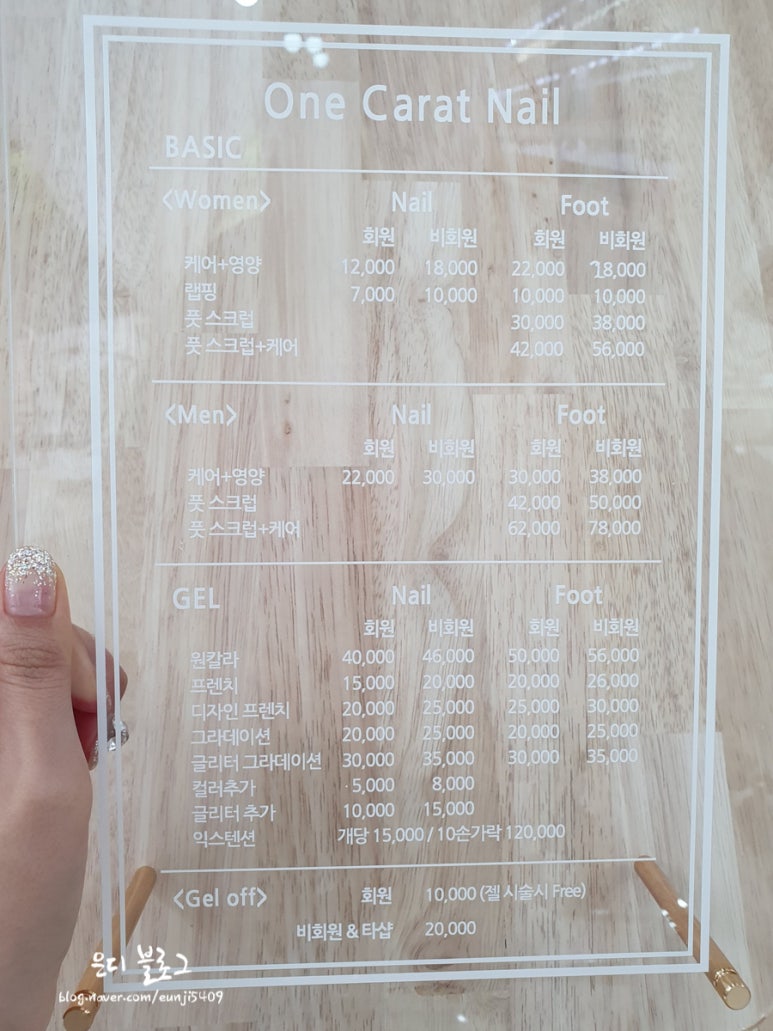 One Carat Nail
BASIC
<Women> Nail Foot
회원 비회원 회원 비회원
케어+영양 12,000 18,000 22,000 28,000
랩핑 7,000 10,000 10,000 10,000
풋 스크럽 30,000 38,000
풋 스크럽+케어 42,000 56,000
<Men> Nail Foot
회원 비회원 회원 비회원
케어+영양 22,000 30,000 30,000 38,000
풋 스크럽 42,000 50,000
풋 스크럽+케어 62,000 78,000
GEL Nail Foot
회원 비회원 회원 비회원
원칼라 40,000 46,000 50,000 56,000
프렌치 15,000 20,000 20,000 26,000
디자인 프렌치 20,000 25,000 25,000 30,000
그라데이션 20,000 25,000 20,000 25,000
글리터 그라데이션 30,000 35,000 30,000 35,000
컬러추가 5,000 8,000
글리터 추가 10,000 15,000
익스텐션 개당 15,000 / 10손가락 120,000
<Gel off> 회원 10,000 (젤 시술시 Free)
비회원 & 타샵 20,000
은디 블로그
blog.naver.com/eunji5409